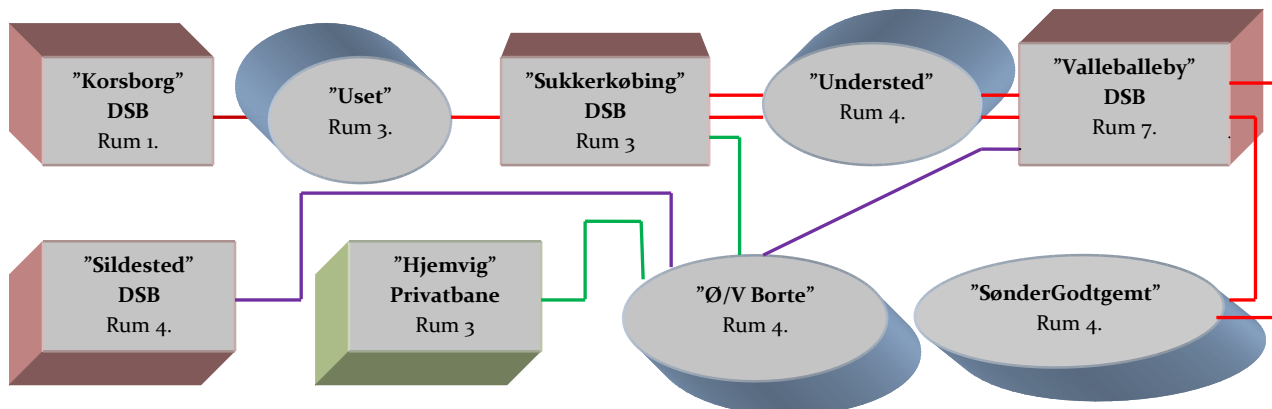 ”Korsborg”
DSB
Rum 1.
”Uset”
Rum 3.
”Sukkerkøbing”
DSB
Rum 3
”Understed”
Rum 4.
”Valleballeby”
DSB
Rum 7.
.
”Sildested”
DSB
Rum 4.
”Hjemvig”
Privatbane
Rum 3
”Ø/V Borte”
Rum 4.
”SønderGodtgemt”
Rum 4.